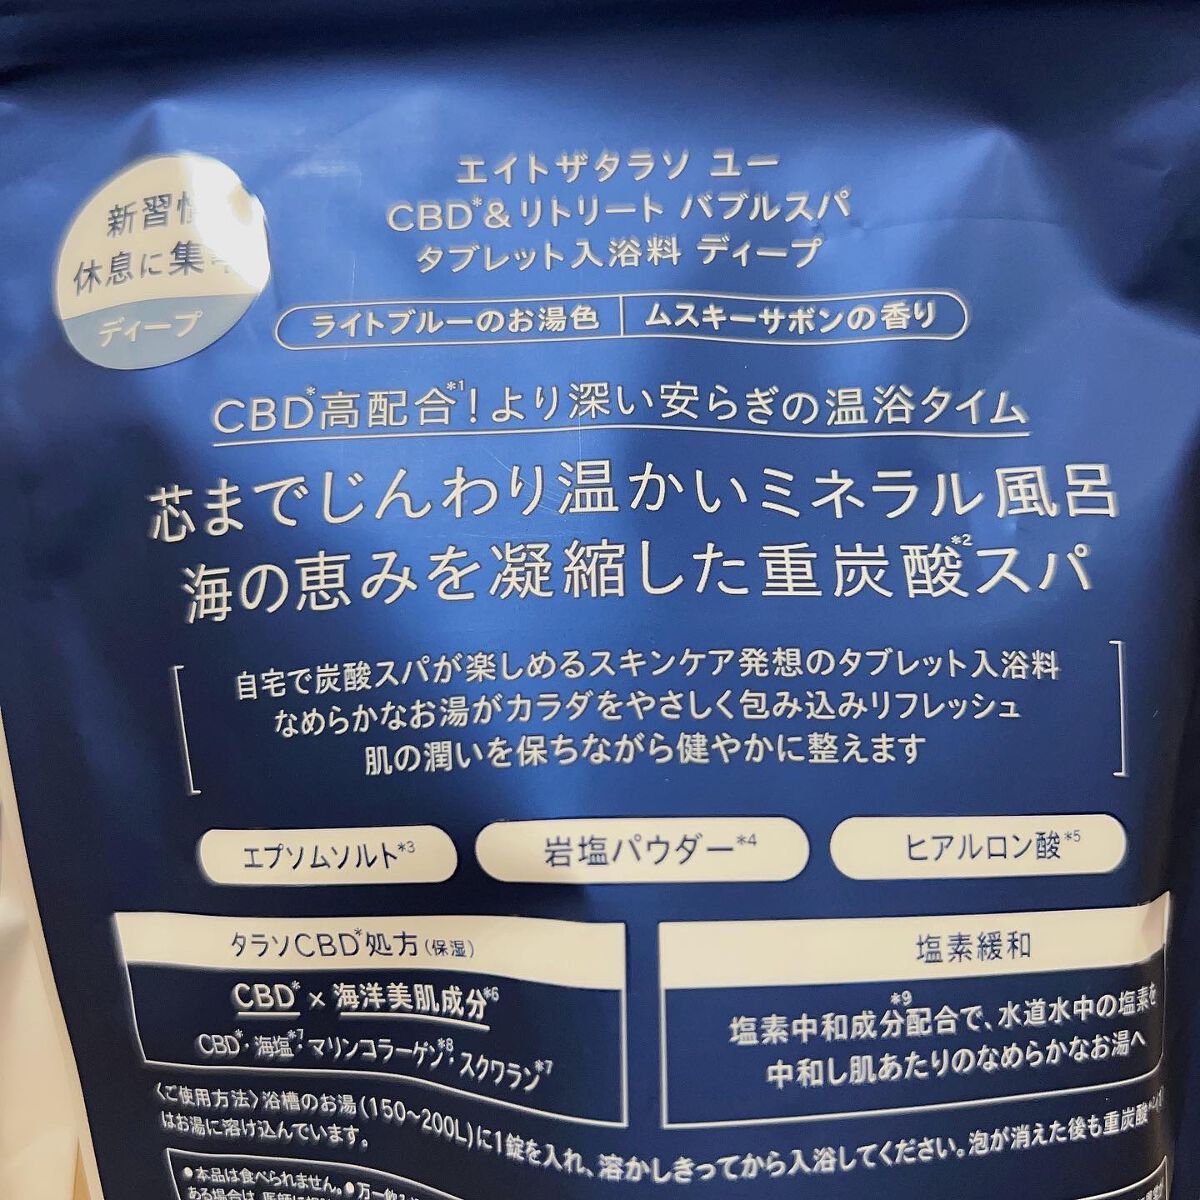 エイトザタラソ ユー
CBD*&リトリート バブルスパ
タブレット入浴料 ディープ
新習慣
休息に集
ディープ
ライトブルーのお湯色 | ムスキーサボンの香り
CBD*高配合*1！より深い安らぎの温浴タイム
芯までじんわり温かいミネラル風呂
海の恵みを凝縮した重炭酸*2スパ
自宅で炭酸スパが楽しめるスキンケア発想のタブレット入浴料
なめらかなお湯がカラダをやさしく包み込みリフレッシュ
肌の潤いを保ちながら健やかに整えます
エプソムソルト*3
岩塩パウダー*4
ヒアルロン酸*5
タラソCBD*処方(保湿)
CBD*×海洋美肌成分*6
CBD*・海塩*7・マリンコラーゲン*8・スクワラン*7
塩素緩和
塩素中和成分*9配合で、水道水中の塩素を
中和し肌あたりのなめらかなお湯へ
〈ご使用方法〉浴槽のお湯(150〜200L)に1錠を入れ、溶かしきってから入浴してください。泡が消えた後も重炭酸
はお湯に溶け込んでいます。
●本品は食べられません。●万一飲み
ある場合は、医師に相